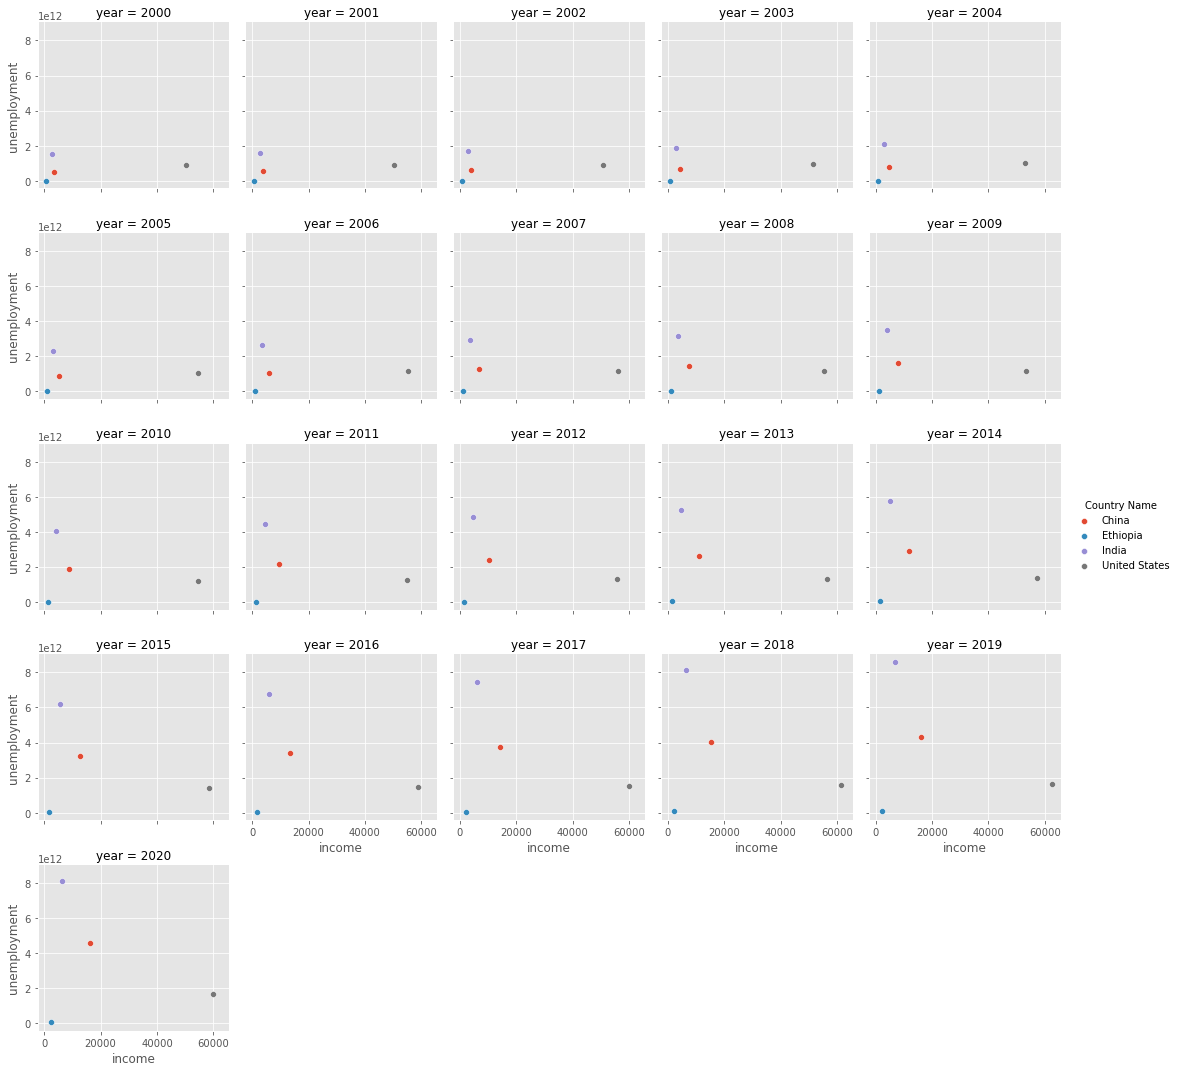 year = 2000 year = 2001 year = 2002 year = 2003 year = 2004
1e12
8
6
4
2
0
unemployment
year = 2005 year = 2006 year = 2007 year = 2008 year = 2009
1e12
8
6
4
2
0
unemployment
year = 2010 year = 2011 year = 2012 year = 2013 year = 2014
1e12
8
6
4
2
0
unemployment
Country Name
China
Ethiopia
India
United States
year = 2015 year = 2016 year = 2017 year = 2018 year = 2019
1e12
8
6
4
2
0
unemployment
0 20000 40000 60000 0 20000 40000 60000 0 20000 40000 60000 0 20000 40000 60000
income income income income
year = 2020
1e12
8
6
4
2
0
unemployment
0 20000 40000 60000
income